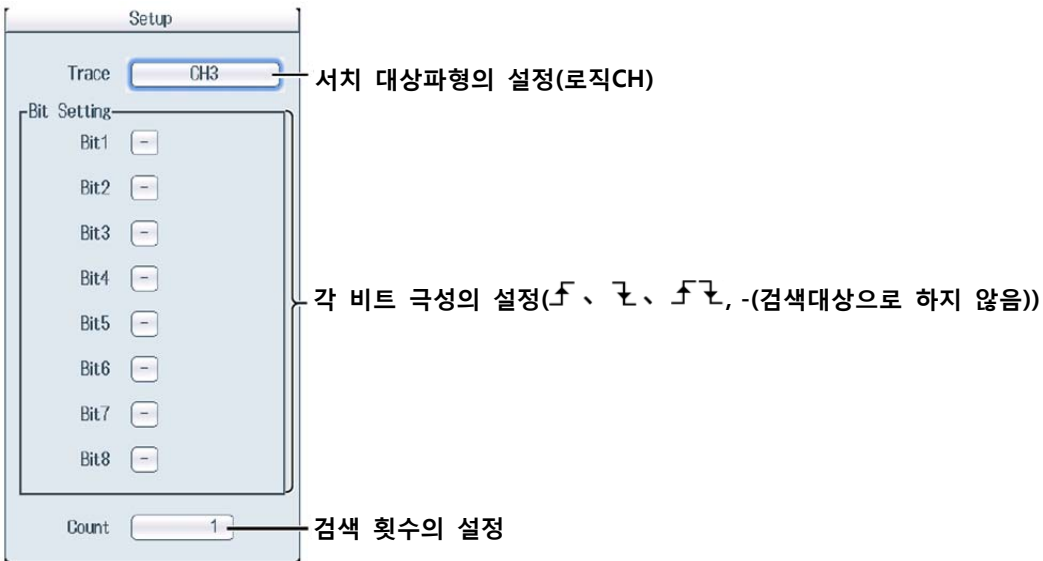 Setup
Trace CH3 서치 대상파형의 설정(로직CH)
Bit Setting
Bit1 -
Bit2 -
Bit3 -
Bit4 -
각 비트 극성의 설정(、 、 , -(검색대상으로 하지 않음))
Bit5 -
Bit6 -
Bit7 -
Bit8 -
Count 1 검색 횟수의 설정